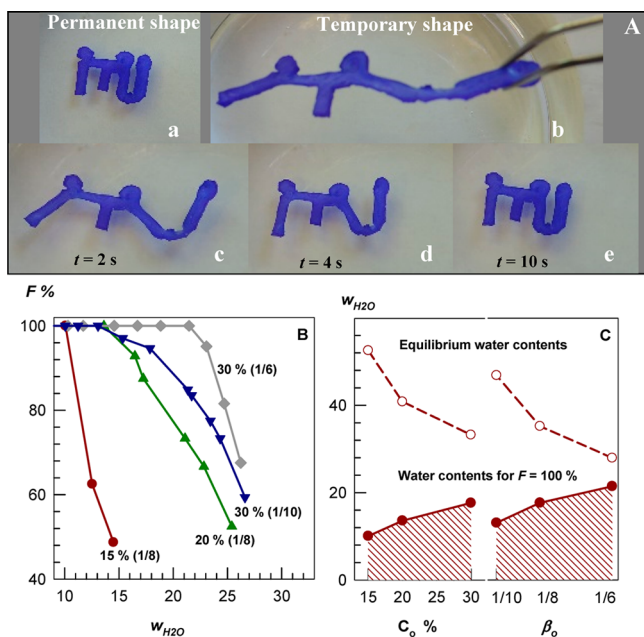 Permanent shape
Temporary shape
A
a
b
t = 2 s
c
t = 4 s
d
t = 10 s
e
F %
100
80
60
40
B
30 % (1/6)
30 % (1/10)
20 % (1/8)
15 % (1/8)
10 15 20 25 30
wH2O
wH2O
C
Equilibrium water contents
40
20
0
Water contents for F = 100 %
15 20 25 30
1/10 1/8 1/6
Co %
βo